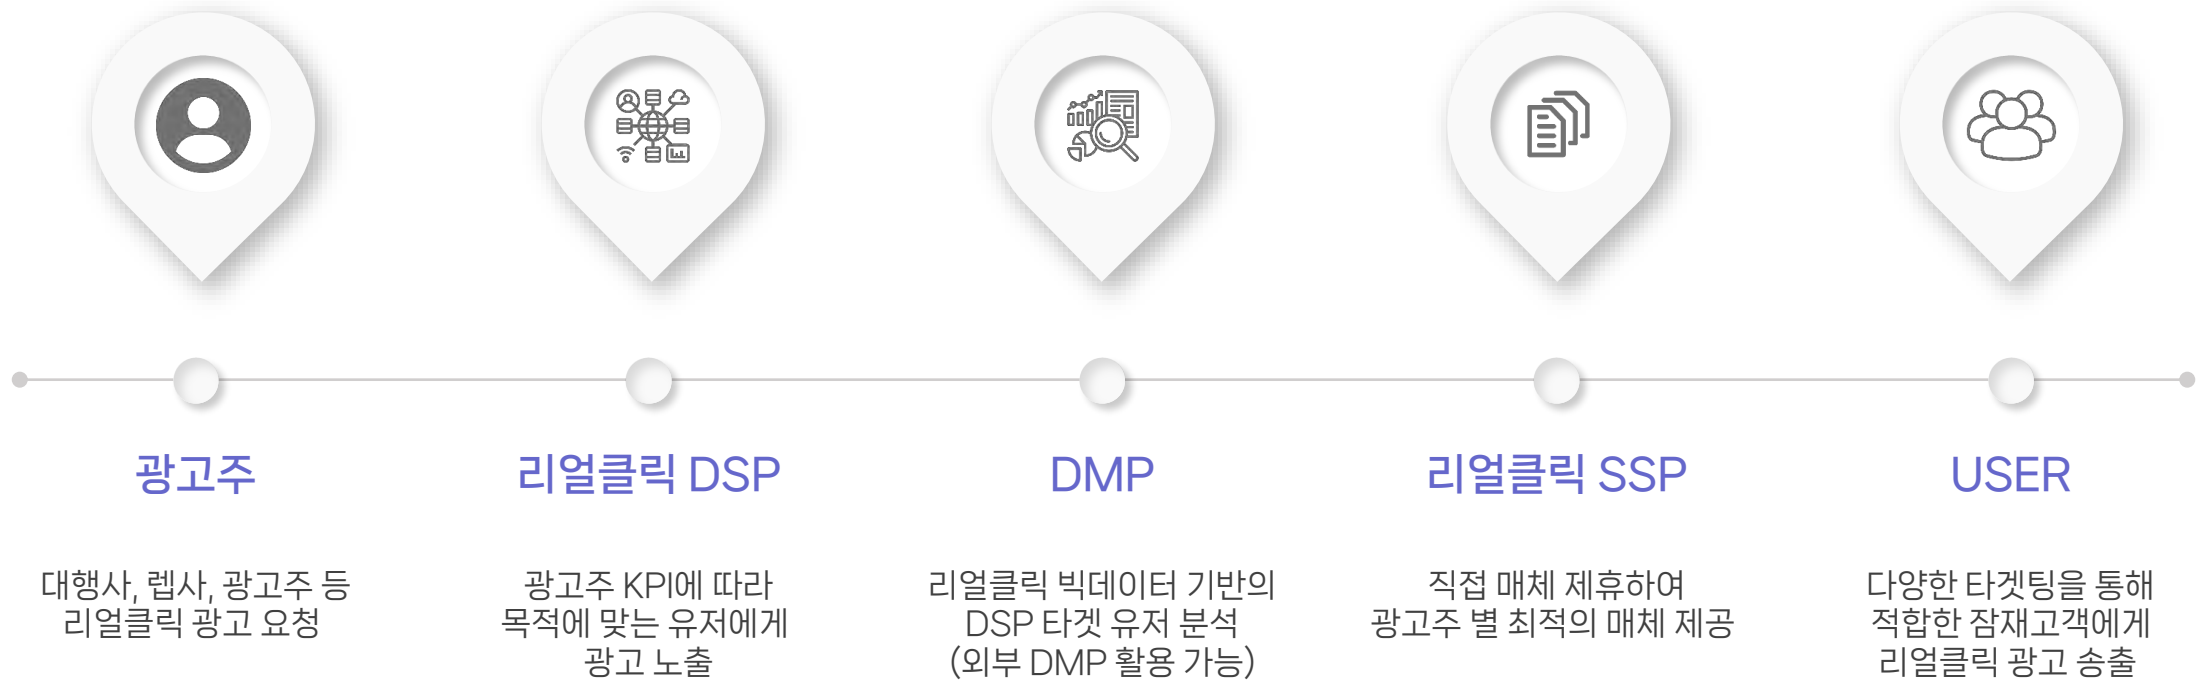 광고주
대행사, 렙사, 광고주 등
리얼클릭 광고 요청
리얼클릭 DSP
광고주 KPI에 따라
목적에 맞는 유저에게
광고 노출
DMP
리얼클릭 빅데이터 기반의
DSP 타겟 유저 분석
(외부 DMP 활용 가능)
리얼클릭 SSP
직접 매체 제휴하여
광고주 별 최적의 매체 제공
USER
다양한 타겟팅을 통해
적합한 잠재고객에게
리얼클릭 광고 송출